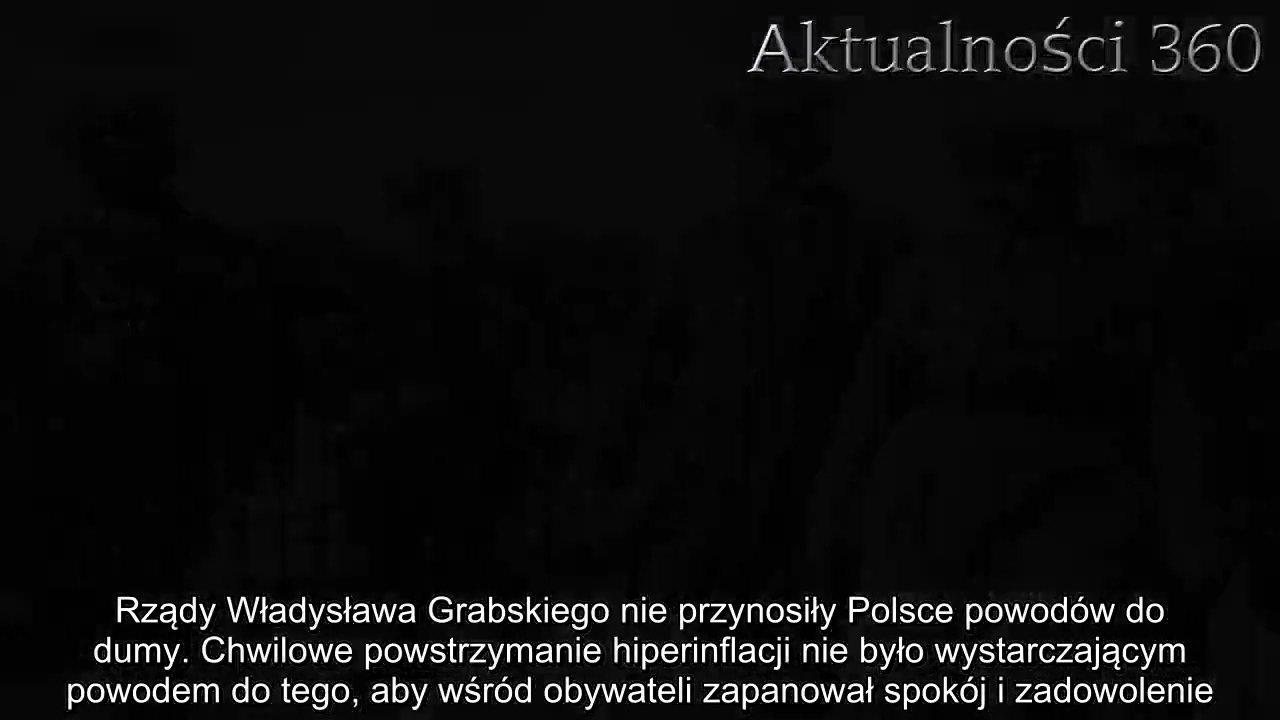 Aktualności 360
Rządy Władysława Grabskiego nie przynosiły Polsce powodów do
dumy. Chwilowe powstrzymanie hiperinflacji nie było wystarczającym
powodem do tego, aby wśród obywateli zapanował spokój i zadowolenie